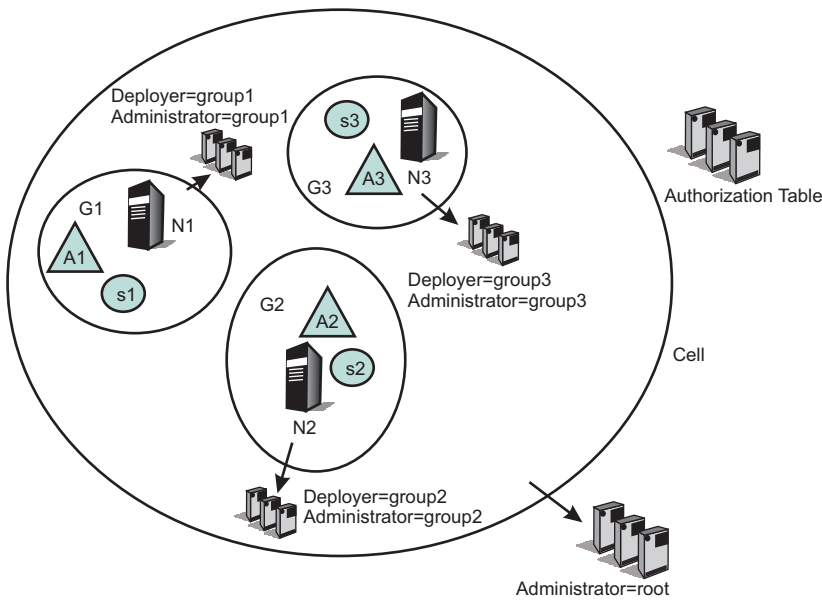 Deployer=group1
Administrator=group1
s3
A3
G3
N3
Authorization Table
G1
N1
A1
s1
Deployer=group3
Administrator=group3
G2
A2
s2
N2
Cell
Deployer=group2
Administrator=group2
Administrator=root